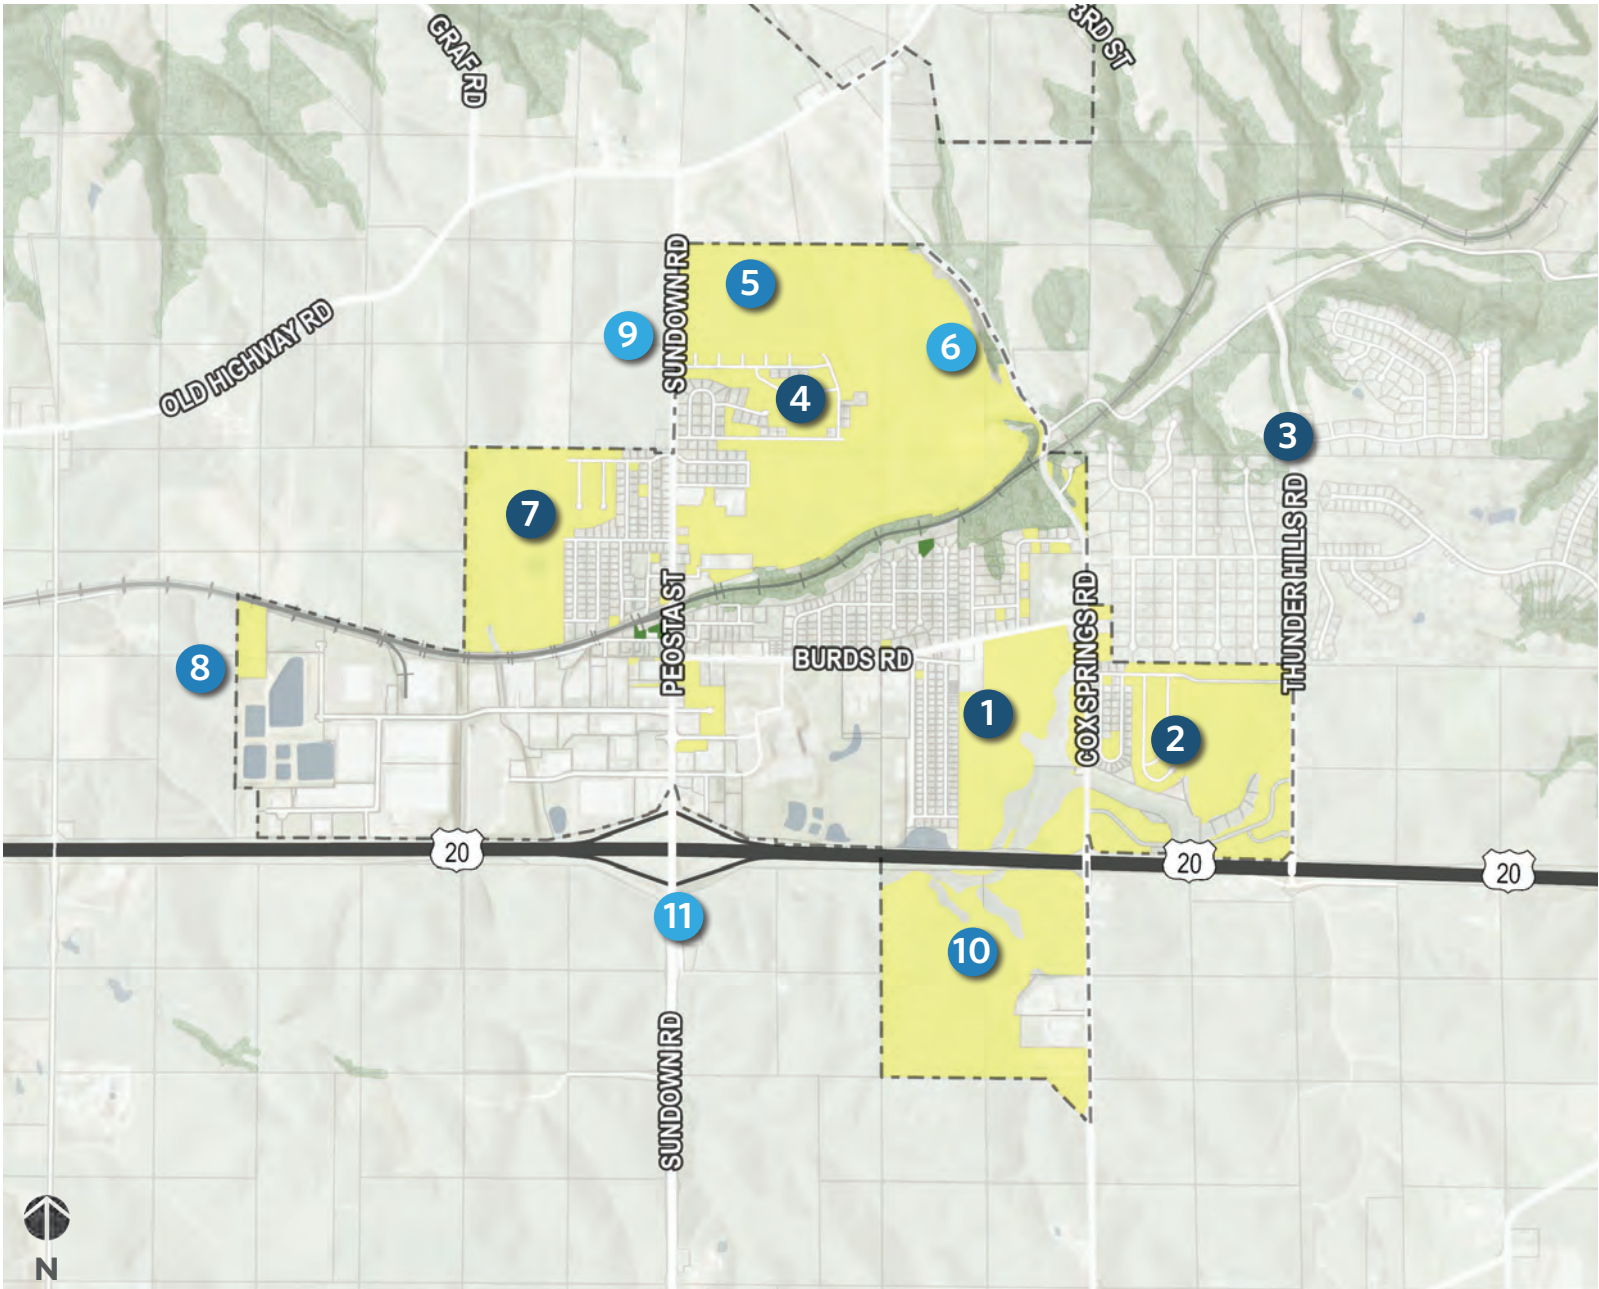 GRAF RD
3RD ST
SUNDOWN RD
5
9
6
OLD HIGHWAY RD
4
3
7
THUNDER HILLS RD
PEOSTA ST
COX SPRINGS RD
BURDS RD
8
1
2
20
20
20
11
10
SUNDOWN RD
N